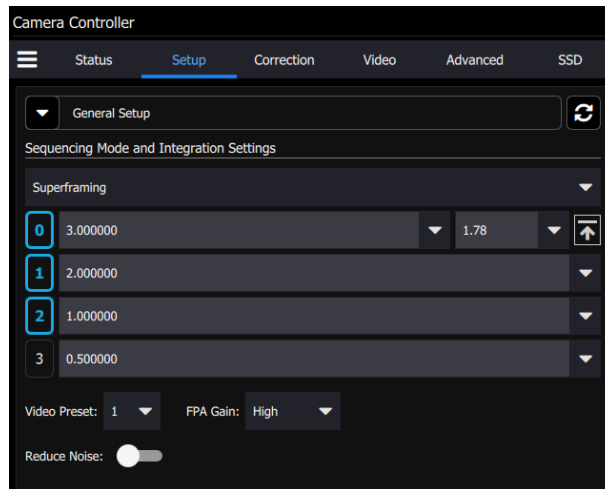 Camera Controller
Status Setup Correction Video Advanced SSD
General Setup
Sequencing Mode and Integration Settings
Superframing
0 3.000000 1.78
1 2.000000
2 1.000000
3 0.500000
Video Preset: 1 FPA Gain: High
Reduce Noise: